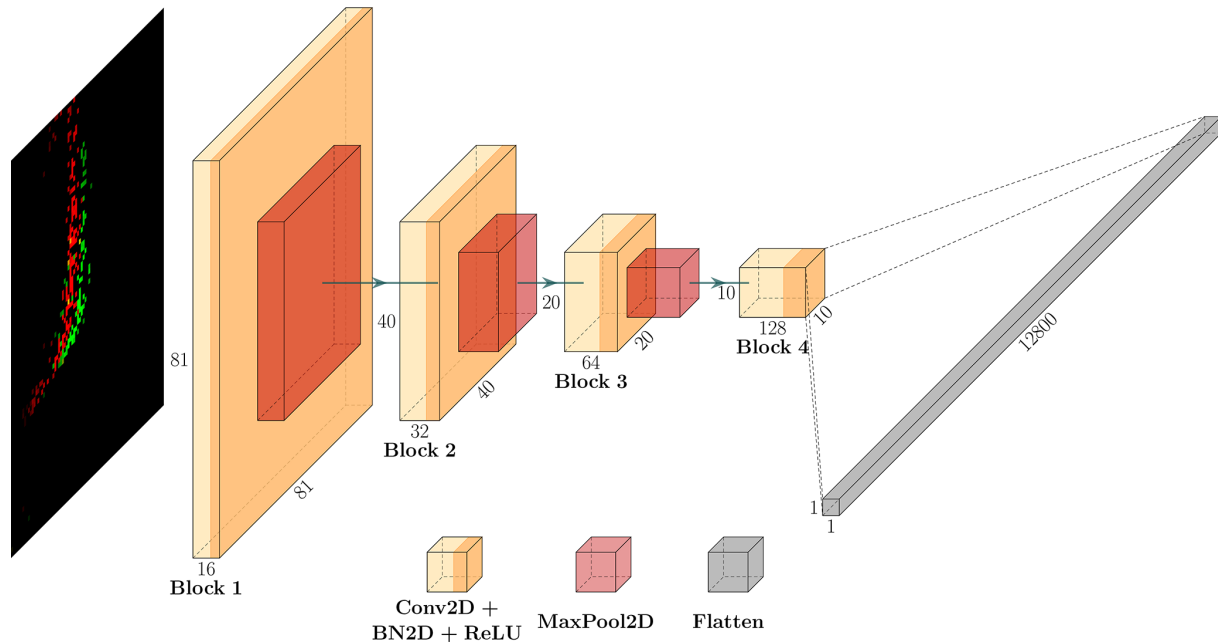 81
16
Block 1
81
40
32
Block 2
40
20
64
Block 3
20
10
128
Block 4
10
12800
1
1
Conv2D +
BN2D + ReLU
MaxPool2D
Flatten